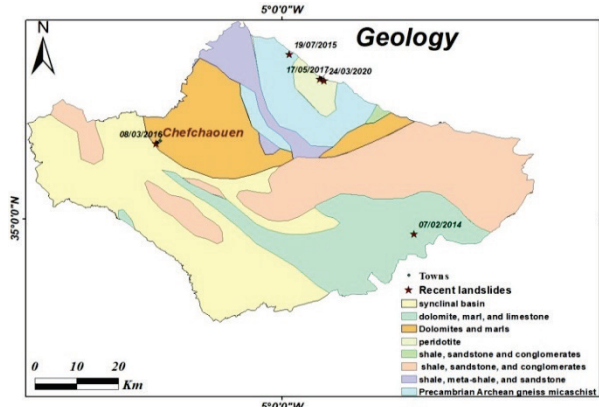 5°0'0"W
N
Geology
19/07/2015
17/05/2017 24/03/2020
08/03/2016 Chefchaouen
35°0'0"N
07/02/2014
Towns
Recent landslides
synclinal basin
dolomite, marl, and limestone
Dolomites and marls
peridotite
shale, sandstone and conglomerates
shale, sandstone, and conglomerates
shale, meta-shale, and sandstone
Precambrian Archean gneiss micaschist
0 10 20
Km
5°0'0"W